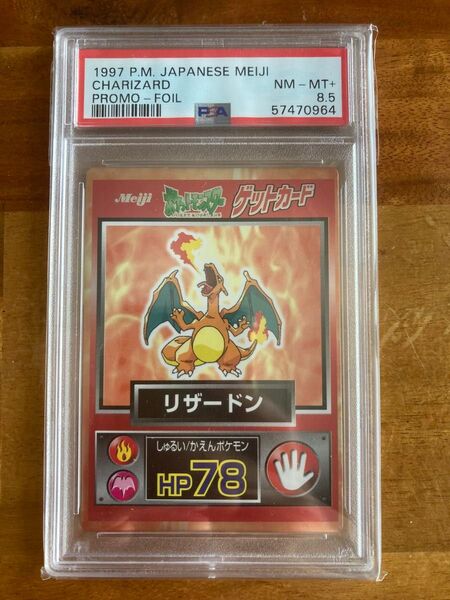 1997 P.M. JAPANESE MEIJI
CHARIZARD NM - MT+
PROMO - FOIL 8.5
PSA 57470964
Meiji ポケットモンスター ゲットカード
リザードン
しゅるい/かえんポケモン
HP78